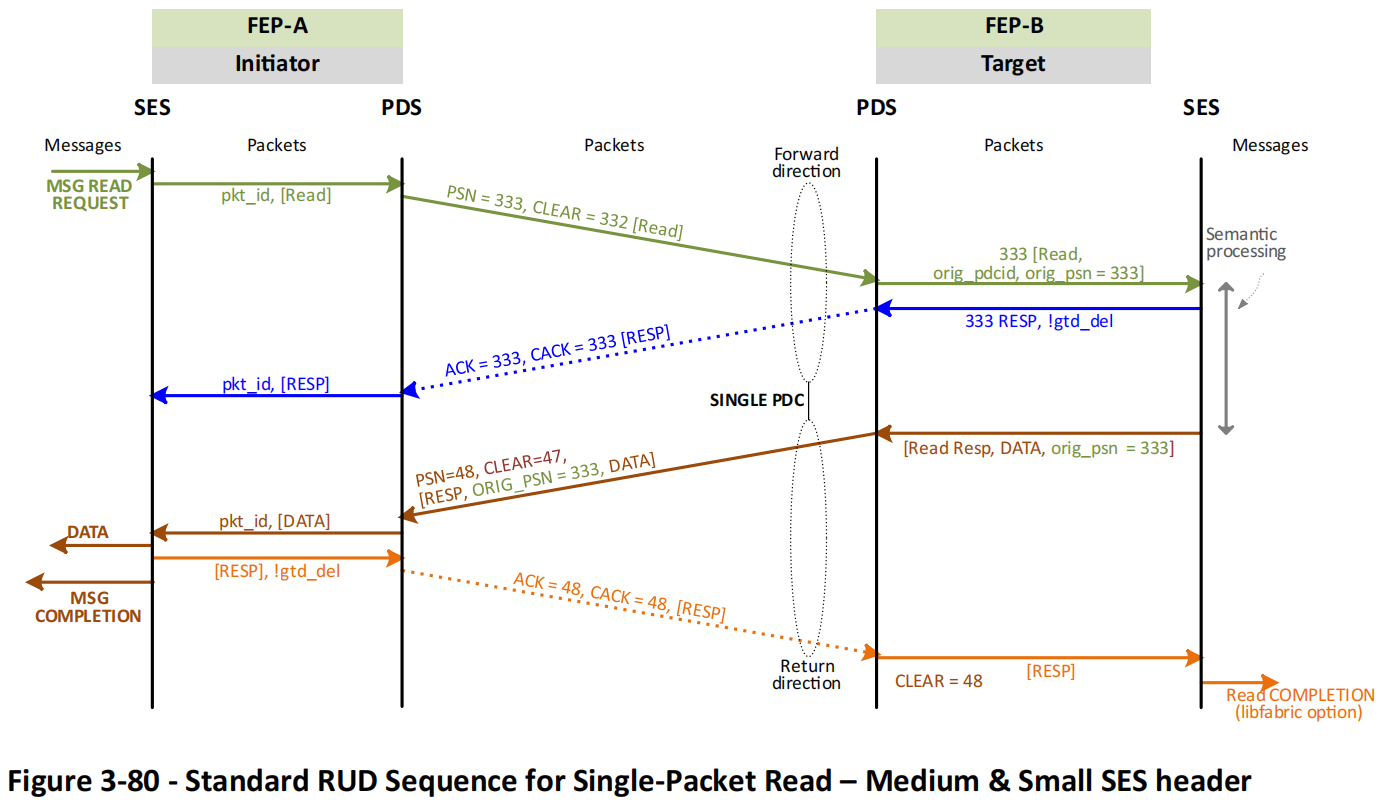 FEP-A
FEP-B
Initiator
Target
SES
PDS
PDS
SES
Messages
Packets
Packets
Packets
Messages
Forward
direction
MSG READ
REQUEST
pkt_id, [Read]
PSN = 333, CLEAR = 332 [Read]
Semantic
processing
333 [Read,
orig_pdcid, orig_psn = 333]
333 RESP, !gtd_del
ACK = 333, CACK = 333 [RESP]
pkt_id, [RESP]
SINGLE PDC
[Read Resp, DATA, orig_psn = 333]
PSN=48, CLEAR=47,
[RESP, ORIG_PSN = 333, DATA]
pkt_id, [DATA]
DATA
[RESP], !gtd_del
ACK = 48, CACK = 48, [RESP]
MSG
COMPLETION
Return
direction
[RESP]
CLEAR = 48
Read COMPLETION
(libfabric option)
Figure 3-80 - Standard RUD Sequence for Single-Packet Read – Medium & Small SES header